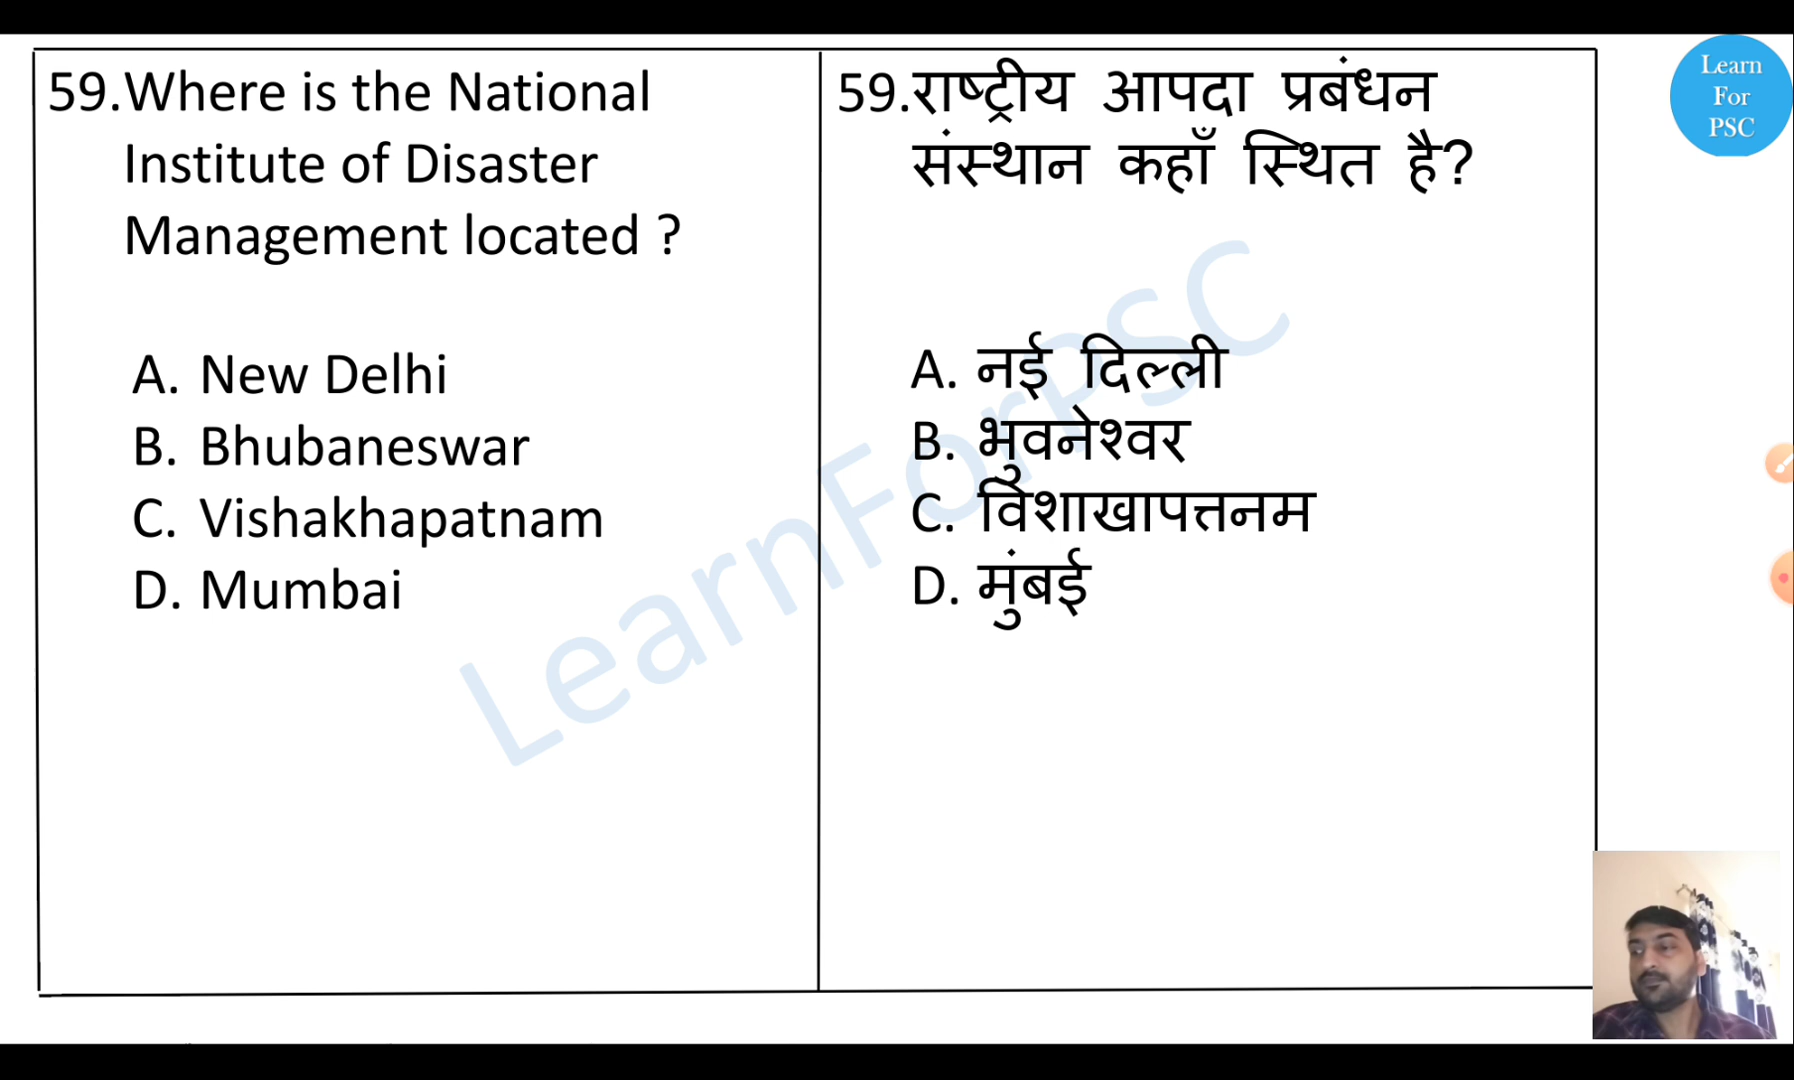 59.Where is the National
Institute of Disaster
Management located ?
A. New Delhi
B. Bhubaneswar
C. Vishakhapatnam
D. Mumbai
59.राष्ट्रीय आपदा प्रबंधन
संस्थान कहाँ स्थित है?
A. नई दिल्ली
B. भुवनेश्वर
C. विशाखापत्तनम
D. मुंबई
LearnForPSC
Learn
For
PSC